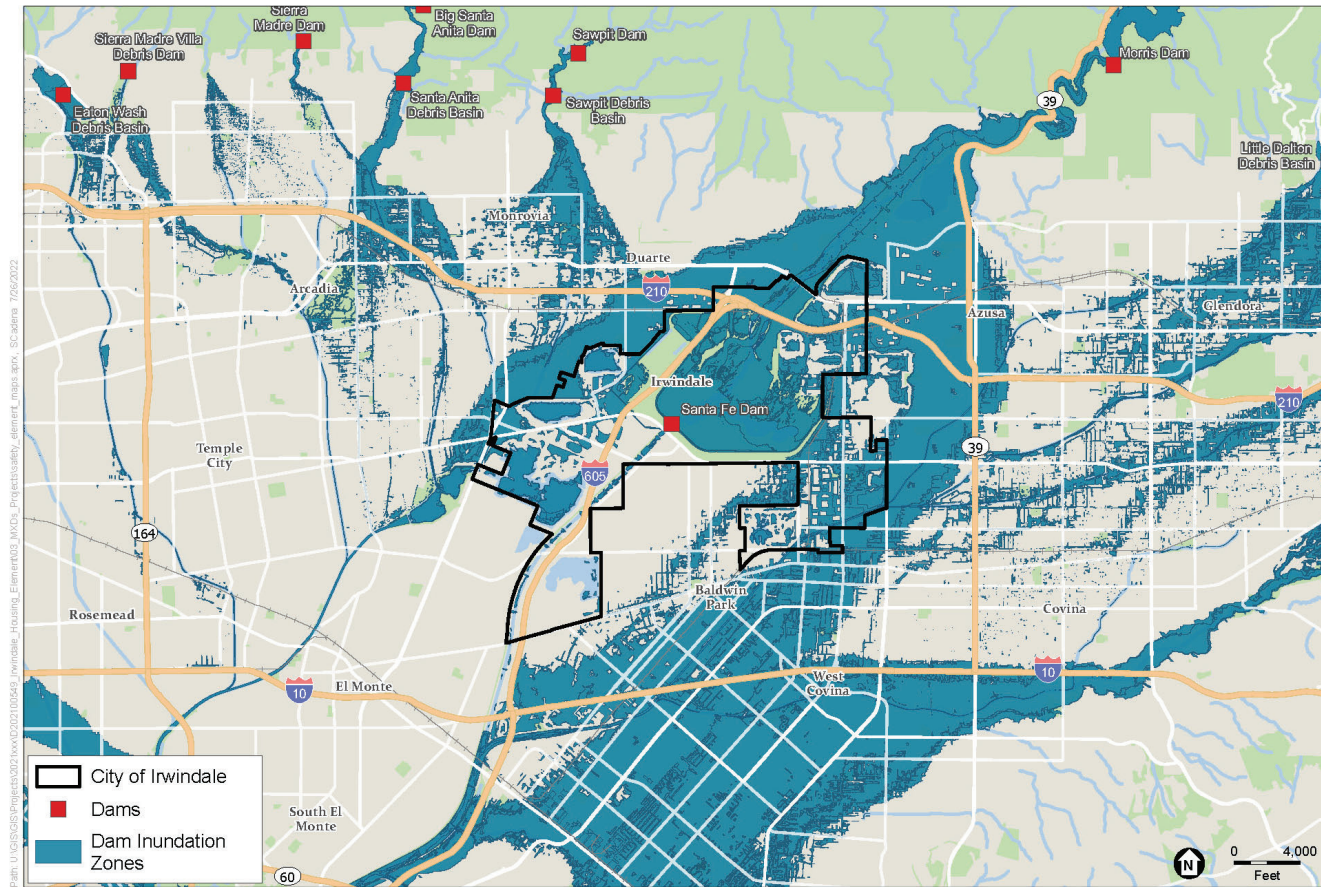 Sierra
Madre Dam
Big Santa
Anita Dam
Sierra Madre Villa
Debris Dam
Sawpit Dam
Morris Dam
Eaton Wash
Debris Basin
Santa Anita
Debris Basin
Sawpit Debris
Basin
39
Little Dalton
Debris Basin
Monrovia
Duarte
Arcadia
210
Azusa
Glendora
Irwindale
Santa Fe Dam
210
Temple
City
39
605
164
Rosemead
Baldwin
Park
Covina
El Monte
10
West
Covina
10
South El
Monte
60
City of Irwindale
Dams
Dam Inundation
Zones
N
0 4,000
Feet